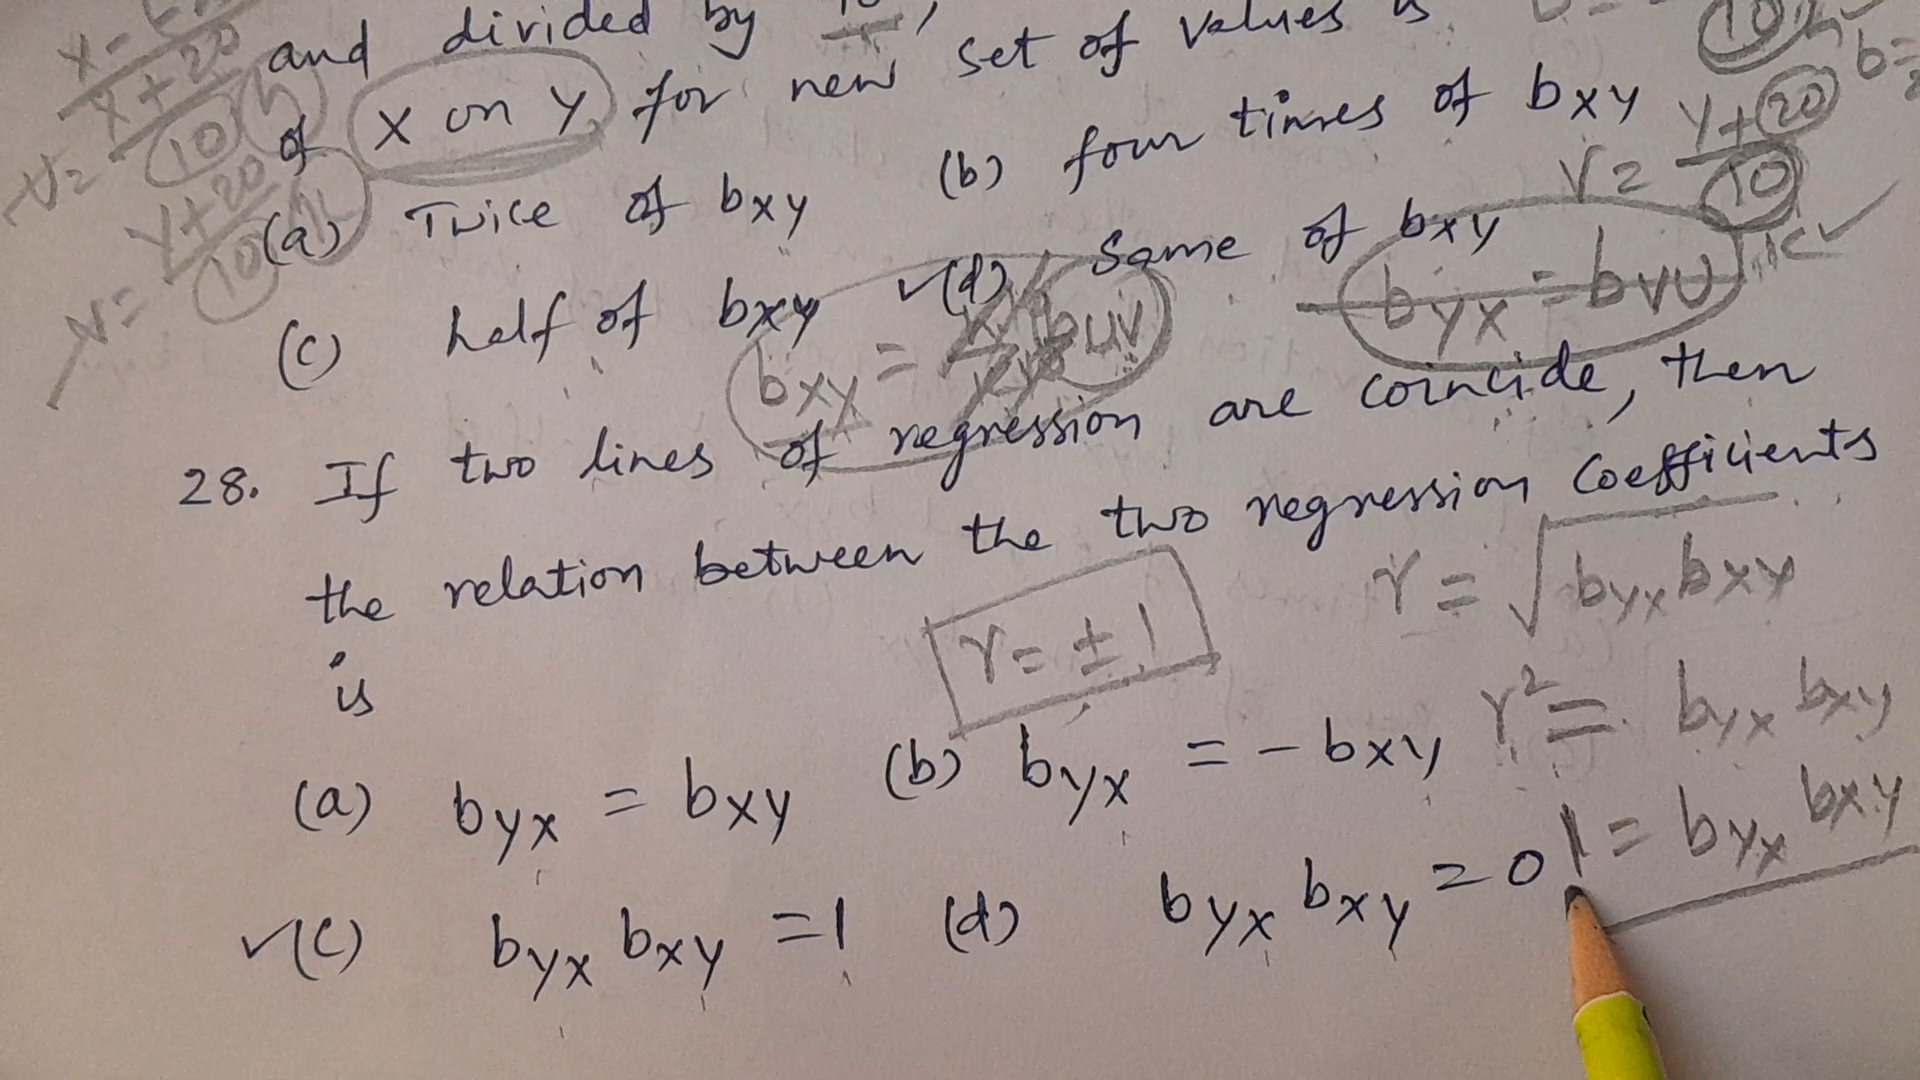 and divided by 10,
of X on Y for new set of values is
(a) Twice of bxy (b) four times of bxy
(c) half of bxy (d) Same of bxy
V = Y+20 / 10
bxy = buv
byx = bvu
28. If two lines of regression are coincide, then
the relation between the two regression coefficients
is
r = ±1
r = √byx bxy
r² = byx bxy
1 = byx bxy
(a) byx = bxy (b) byx = -bxy
✓(c) byx bxy = 1 (d) byx bxy = 0